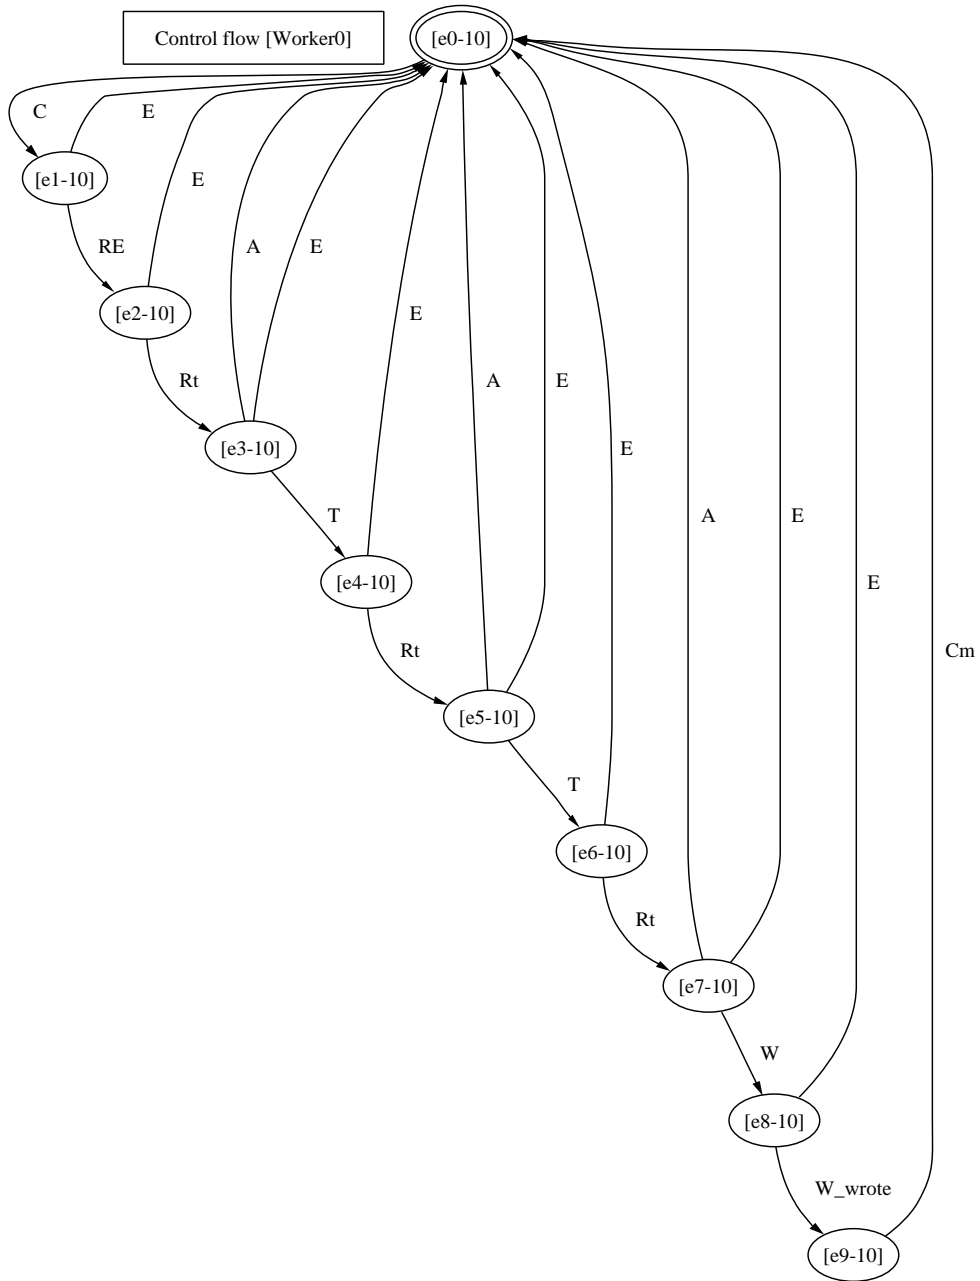 Control flow [Worker0]
[e0-10]
C
E
[e1-10]
E
RE
A
E
[e2-10]
E
Rt
A
E
[e3-10]
E
T
A
E
[e4-10]
E
Rt
Cm
[e5-10]
T
[e6-10]
Rt
[e7-10]
W
[e8-10]
W_wrote
[e9-10]